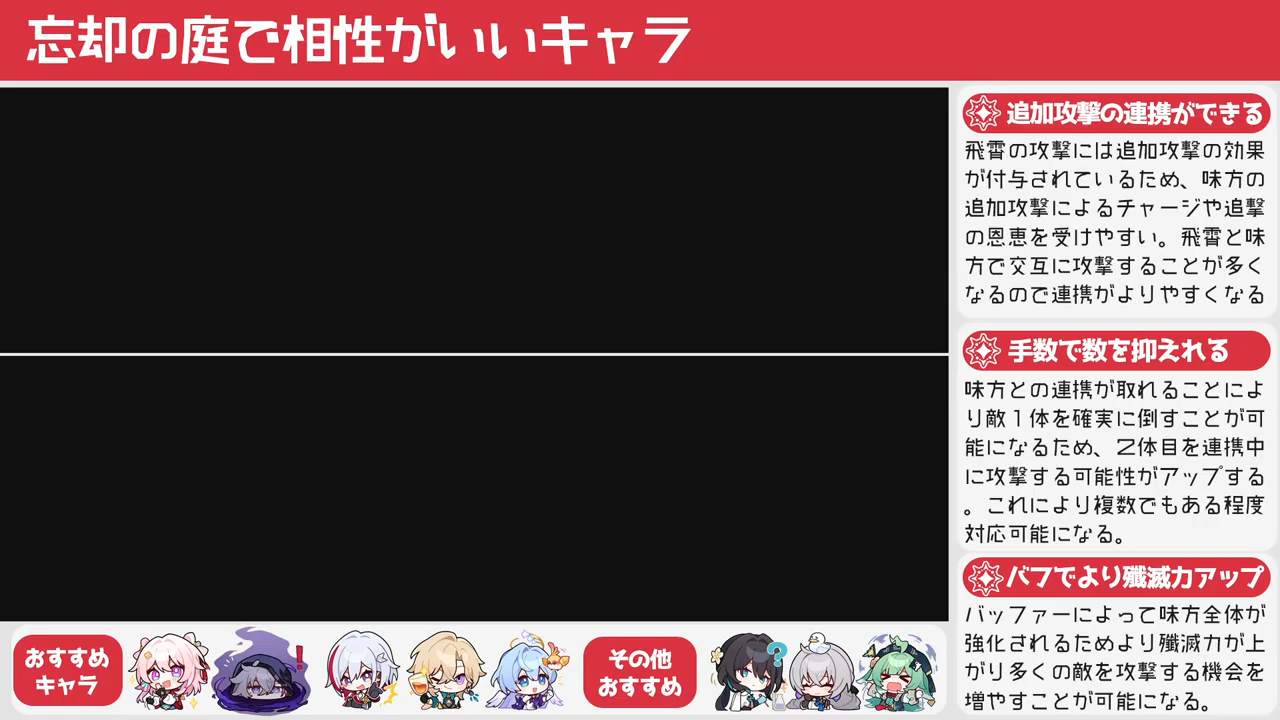 忘却の庭で相性がいいキャラ
追加攻撃の連携ができる
飛霄の攻撃には追加攻撃の効果
が付与されているため、味方の
追加攻撃によるチャージや追撃
の恩恵を受けやすい。飛霄と味
方で交互に攻撃することが多く
なるので連携がよりやすくなる
手数で数を抑えれる
味方との連携が取れることによ
り敵1体を確実に倒すことが可
能になるため、2体目を連携中
に攻撃する可能性がアップする
。これにより複数でもある程度
対応可能になる。
バフでより殲滅力アップ
バッファーによって味方全体が
強化されるためより殲滅力が上
がり多くの敵を攻撃する機会を
増やすことが可能になる。
おすすめ
キャラ
その他
おすすめ